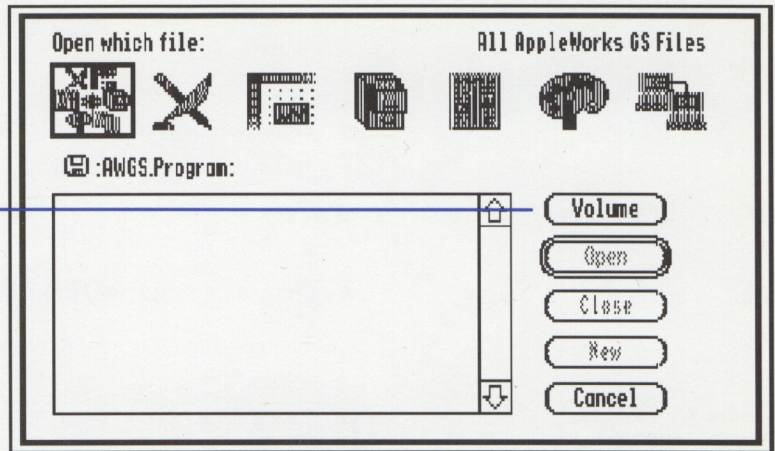 Open which file:
All AppleWorks GS Files
:AWGS.Program:
Volume
Open
Close
New
Cancel